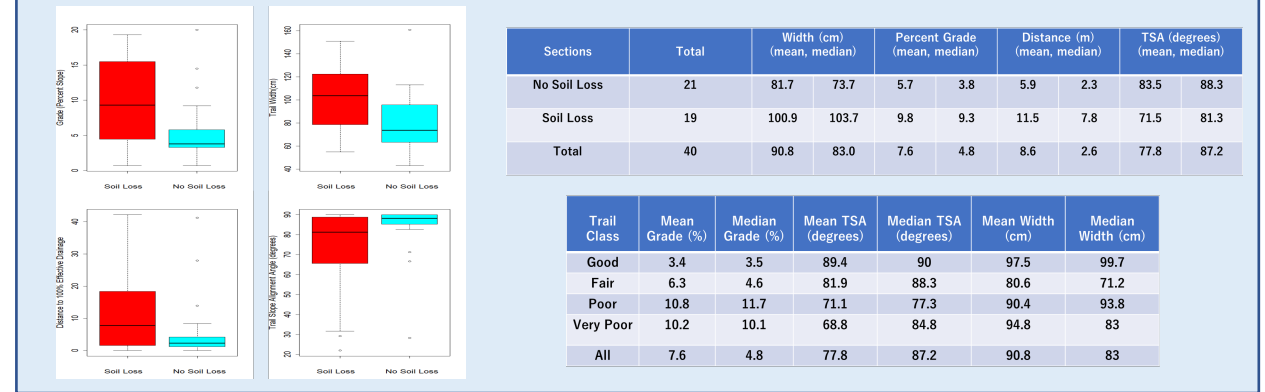 Grade (Percent Slope)
0 5 10 15 20
Soil Loss No Soil Loss
Trail Width(cm)
40 60 80 100 120 140 160
Soil Loss No Soil Loss
Distance to 100% Effective Drainage
0 10 20 30 40
Soil Loss No Soil Loss
Trail Slope Alignment Angle (degrees)
20 30 40 50 60 70 80 90
Soil Loss No Soil Loss
Sections Total Width (cm) (mean, median) Percent Grade (mean, median) Distance (m) (mean, median) TSA (degrees) (mean, median)
No Soil Loss 21 81.7 73.7 5.7 3.8 5.9 2.3 83.5 88.3
Soil Loss 19 100.9 103.7 9.8 9.3 11.5 7.8 71.5 81.3
Total 40 90.8 83.0 7.6 4.8 8.6 2.6 77.8 87.2
Trail Class Mean Grade (%) Median Grade (%) Mean TSA (degrees) Median TSA (degrees) Mean Width (cm) Median Width (cm)
Good 3.4 3.5 89.4 90 97.5 99.7
Fair 6.3 4.6 81.9 88.3 80.6 71.2
Poor 10.8 11.7 71.1 77.3 90.4 93.8
Very Poor 10.2 10.1 68.8 84.8 94.8 83
All 7.6 4.8 77.8 87.2 90.8 83